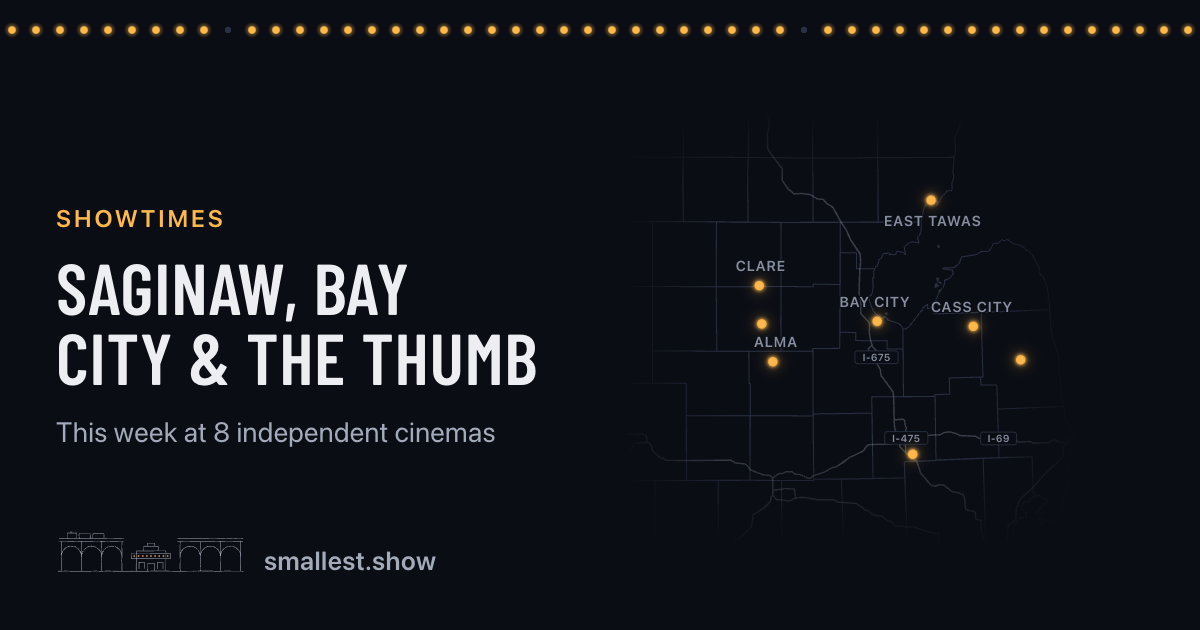 SHOWTIMES
SAGINAW, BAY
CITY & THE THUMB
This week at 8 independent cinemas
smallest.show
EAST TAWAS
CLARE
BAY CITY
CASS CITY
ALMA
I-675
I-475
I-69